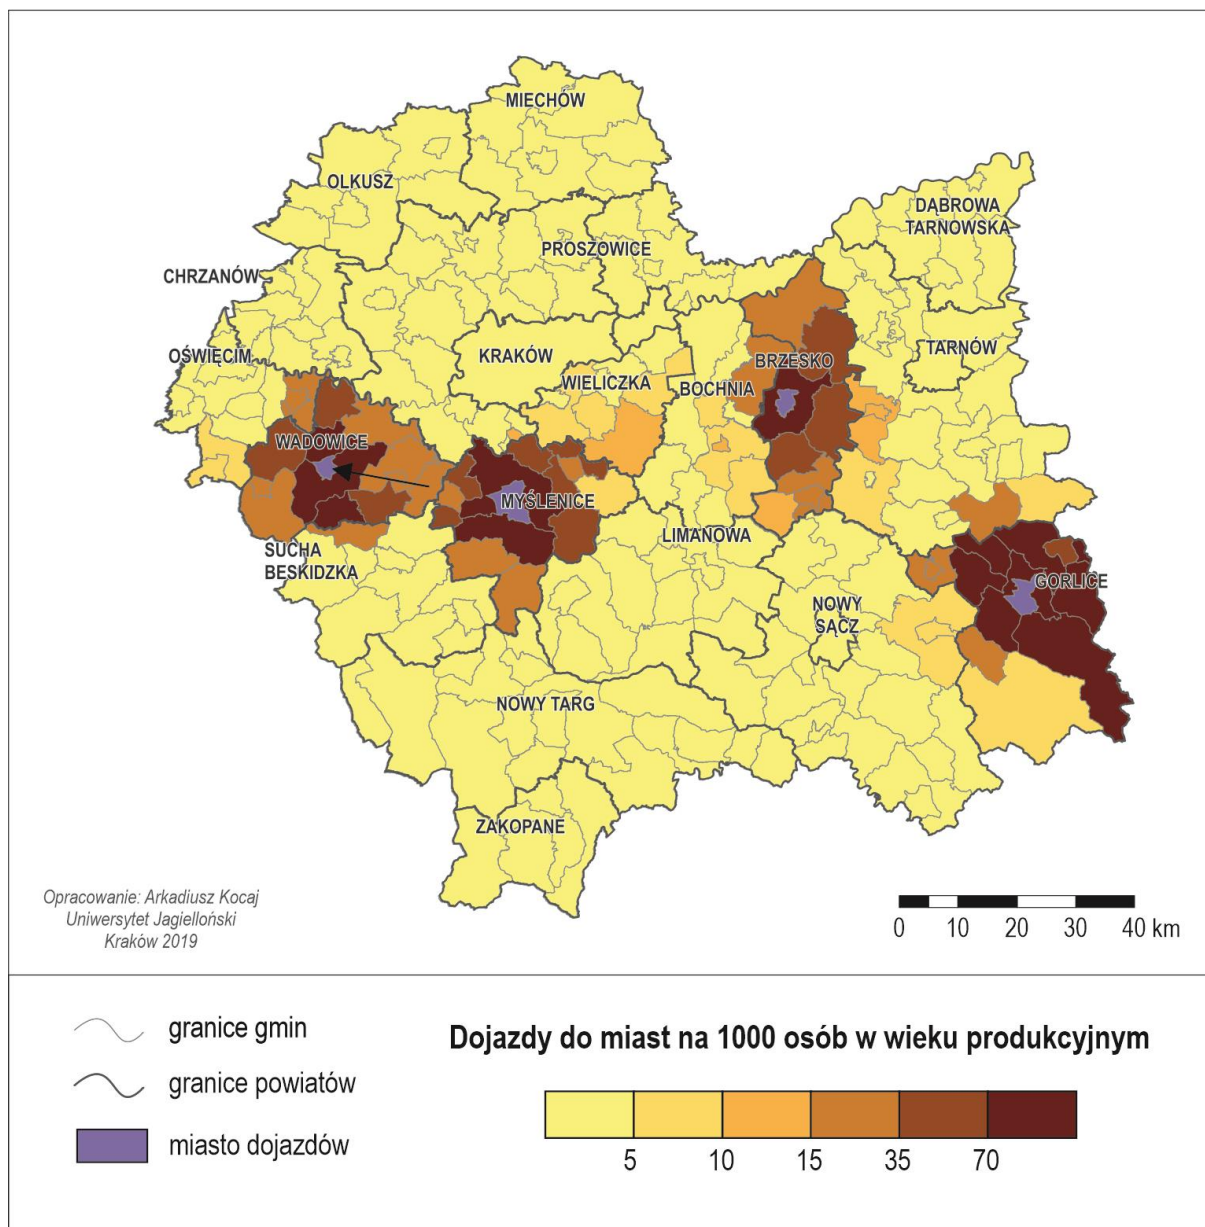 MIECHÓW
OLKUSZ
DĄBROWA
TARNOWSKA
PROSZOWICE
CHRZANÓW
OŚWIĘCIM
KRAKÓW
TARNÓW
BRZESKO
WIELICZKA
BOCHNIA
WADOWICE
MYŚLENICE
LIMANOWA
SUCHA
BESKIDZKA
GORLICE
NOWY
SĄCZ
NOWY TARG
ZAKOPANE
Opracowanie: Arkadiusz Kocaj
Uniwersytet Jagielloński
Kraków 2019
0 10 20 30 40 km
granice gmin
granice powiatów
miasto dojazdów
Dojazdy do miast na 1000 osób w wieku produkcyjnym
5 10 15 35 70